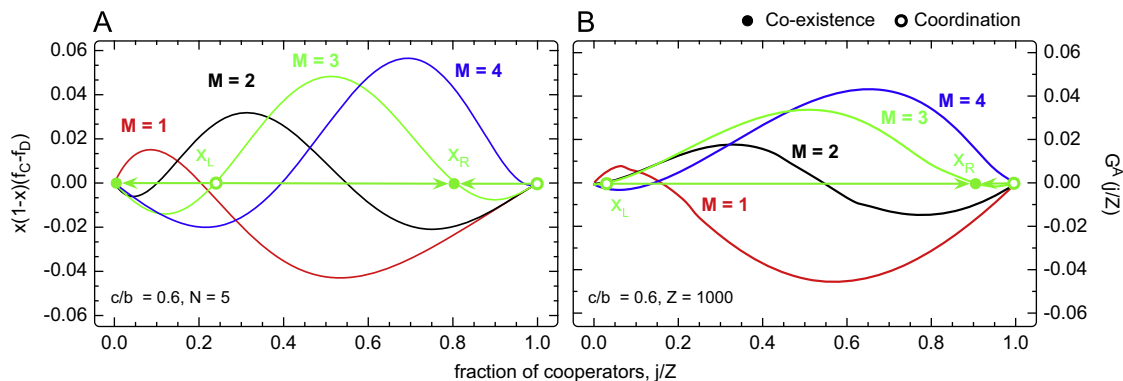 A
B
Co-existence
Coordination
x(1-x)(fC-fD)
0.06
0.04
0.02
0.00
-0.02
-0.04
-0.06
M = 1
M = 2
M = 3
M = 4
XL
XR
c/b = 0.6, N = 5
0.0 0.2 0.4 0.6 0.8 1.0
M = 4
M = 3
M = 2
M = 1
XR
XL
c/b = 0.6, Z = 1000
0.0 0.2 0.4 0.6 0.8 1.0
0.06
0.04
0.02
0.00
-0.02
-0.04
-0.06
G^A (j/Z)
fraction of cooperators, j/Z